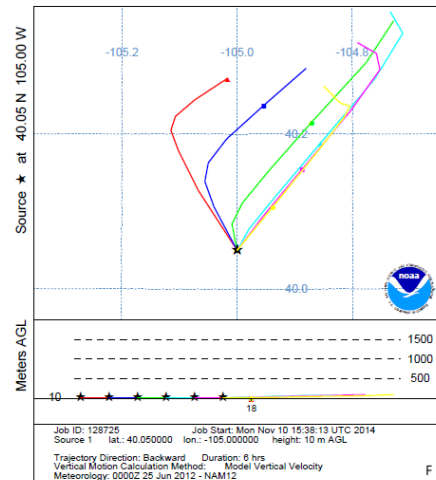 -105.2 -105.0 -104.8
Source ★ at 40.05 N 105.00 W
40.2
40.0
noaa
Meters AGL
1500
1000
500
10
18
Job ID: 128725 Job Start: Mon Nov 10 15:38:13 UTC 2014
Source 1 lat.: 40.050000 lon.: -105.000000 height: 10 m AGL
Trajectory Direction: Backward Duration: 6 hrs
Vertical Motion Calculation Method: Model Vertical Velocity
Meteorology: 0000Z 25 Jun 2012 - NAM12
F